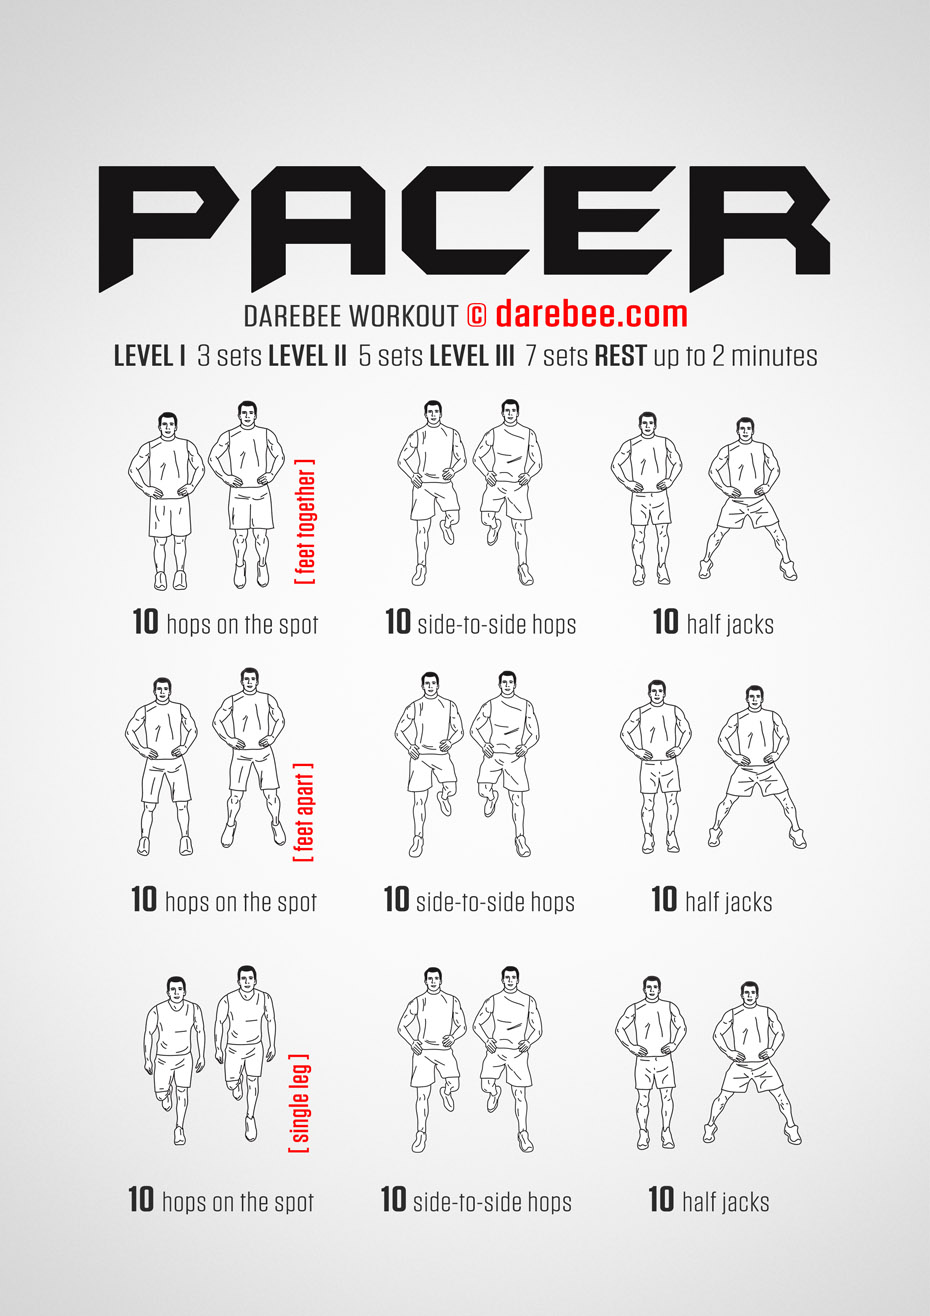 PACER
DAREBEE WORKOUT © darebee.com
LEVEL I 3 sets LEVEL II 5 sets LEVEL III 7 sets REST up to 2 minutes
[ feet together ]
10 hops on the spot
10 side-to-side hops
10 half jacks
[ feet apart ]
10 hops on the spot
10 side-to-side hops
10 half jacks
[ single leg ]
10 hops on the spot
10 side-to-side hops
10 half jacks